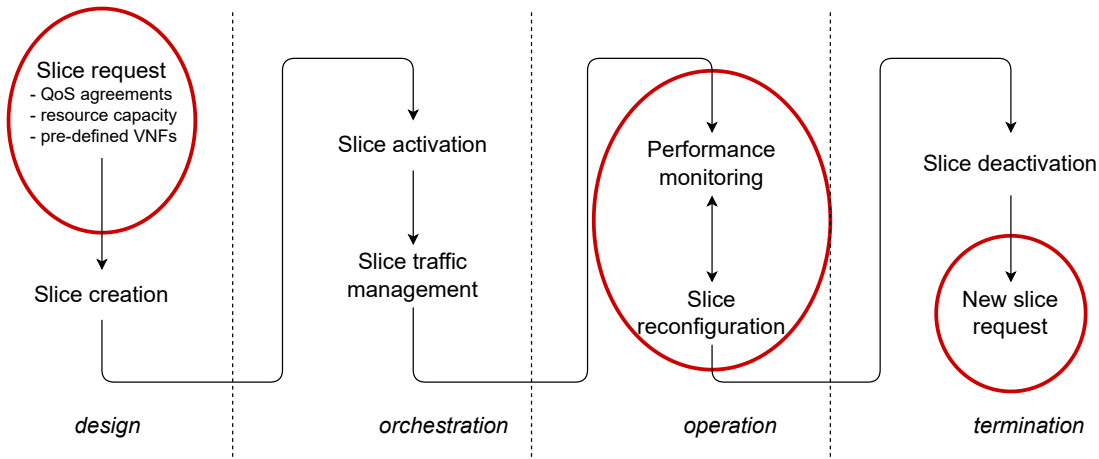 Slice request
- QoS agreements
- resource capacity
- pre-defined VNFs
Slice creation
design
Slice activation
Slice traffic
management
orchestration
Performance
monitoring
Slice
reconfiguration
operation
Slice deactivation
New slice
request
termination